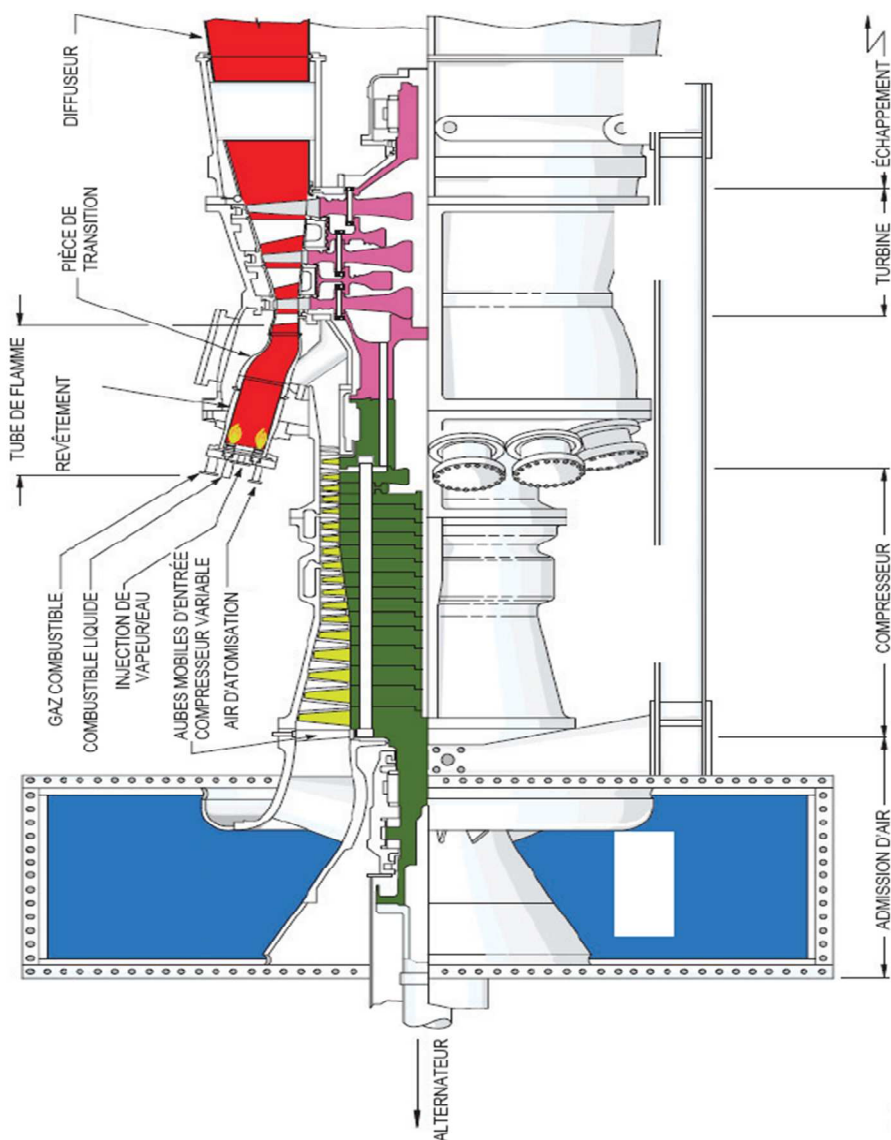 DIFFUSEUR
PIÈCE DE
TRANSITION
TUBE DE FLAMME
REVÊTEMENT
GAZ COMBUSTIBLE
COMBUSTIBLE LIQUIDE
INJECTION DE
VAPEUR/EAU
AUBES MOBILES D'ENTRÉE
COMPRESSEUR VARIABLE
AIR D'ATOMISATION
ÉCHAPPEMENT
TURBINE
COMPRESSEUR
ADMISSION D'AIR
ALTERNATEUR